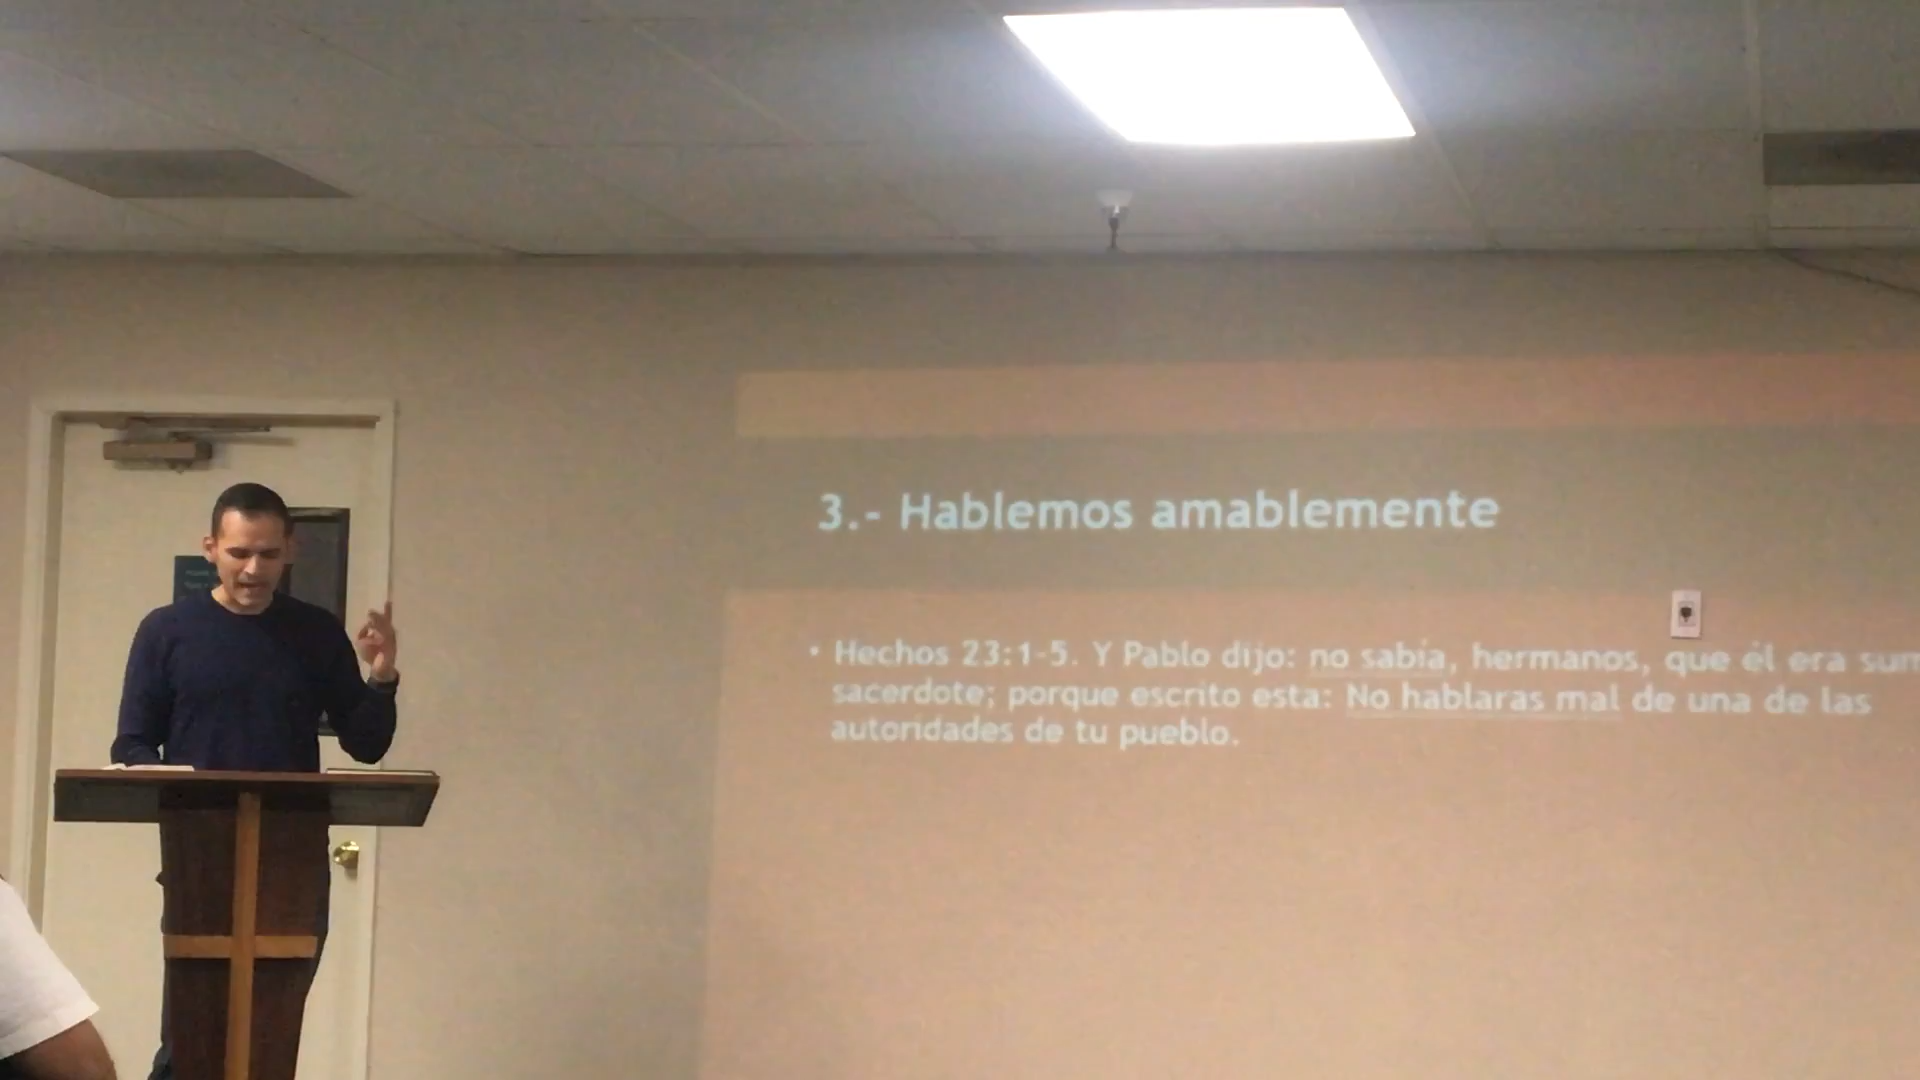 3.- Hablemos amablemente
• Hechos 23:1-5. Y Pablo dijo: no sabía, hermanos, que él era sum
sacerdote; porque escrito esta: No hablaras mal de una de las
autoridades de tu pueblo.